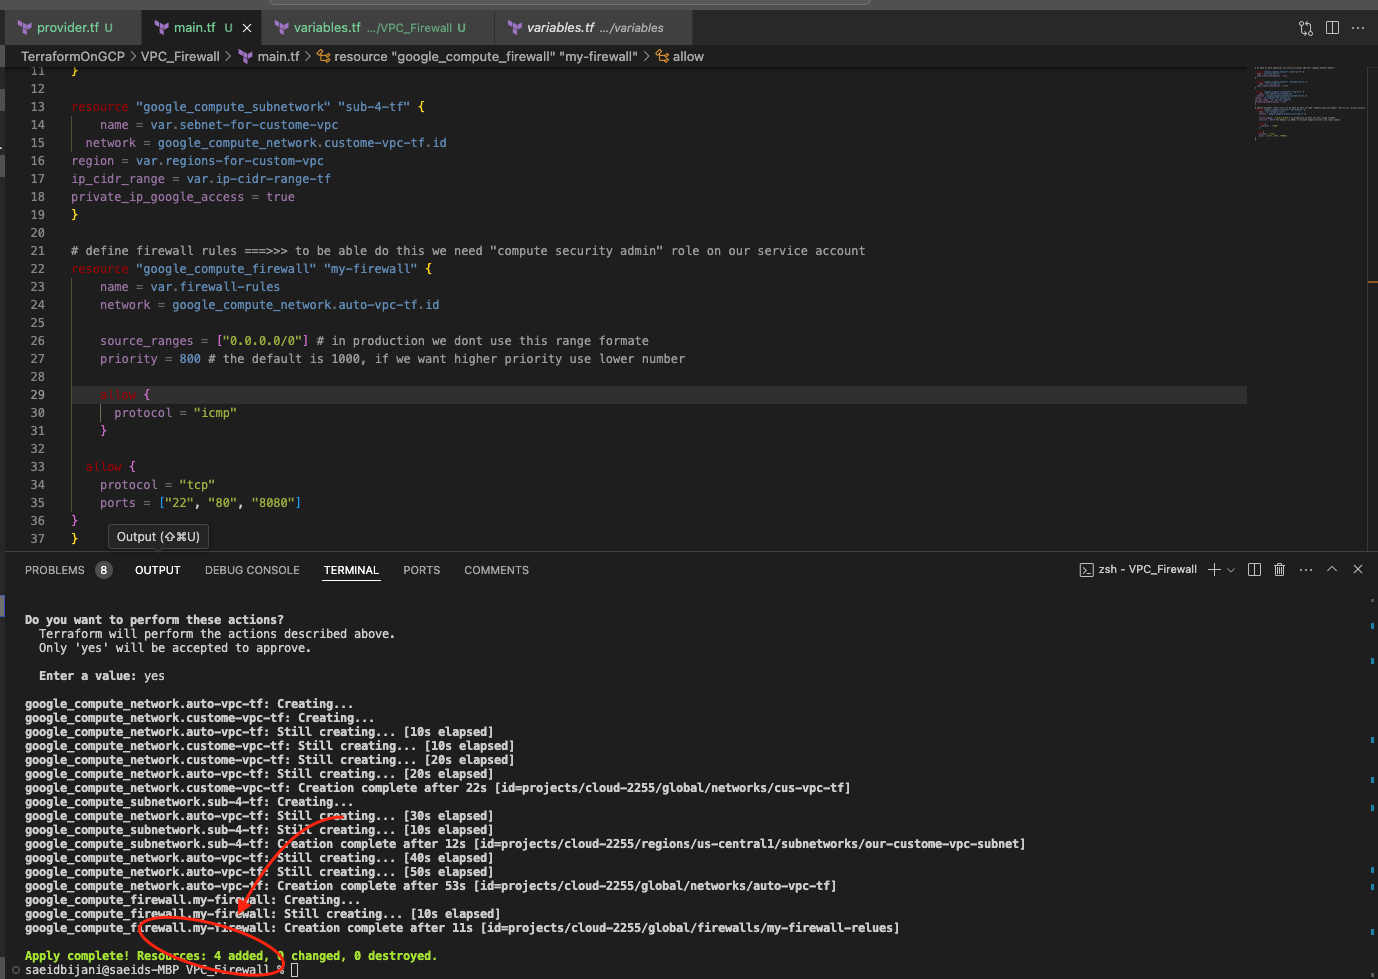 provider.tf U
main.tf U
variables.tf .../VPC_Firewall U
variables.tf .../variables
TerraformOnGCP > VPC_Firewall > main.tf > resource "google_compute_firewall" "my-firewall" > allow
11 }
12
13 resource "google_compute_subnetwork" "sub-4-tf" {
14 name = var.sebnet-for-custome-vpc
15 network = google_compute_network.custome-vpc-tf.id
16 region = var.regions-for-custom-vpc
17 ip_cidr_range = var.ip-cidr-range-tf
18 private_ip_google_access = true
19 }
20
21 # define firewall rules ===>>> to be able do this we need "compute security admin" role on our service account
22 resource "google_compute_firewall" "my-firewall" {
23 name = var.firewall-rules
24 network = google_compute_network.auto-vpc-tf.id
25
26 source_ranges = ["0.0.0.0/0"] # in production we dont use this range formate
27 priority = 800 # the default is 1000, if we want higher priority use lower number
28
29 allow {
30 protocol = "icmp"
31 }
32
33 allow {
34 protocol = "tcp"
35 ports = ["22", "80", "8080"]
36 }
37 }
Output (⇧⌘U)
PROBLEMS 8 OUTPUT DEBUG CONSOLE TERMINAL PORTS COMMENTS
zsh - VPC_Firewall
Do you want to perform these actions?
Terraform will perform the actions described above.
Only 'yes' will be accepted to approve.
Enter a value: yes
google_compute_network.auto-vpc-tf: Creating...
google_compute_network.custome-vpc-tf: Creating...
google_compute_network.auto-vpc-tf: Still creating... [10s elapsed]
google_compute_network.custome-vpc-tf: Still creating... [10s elapsed]
google_compute_network.custome-vpc-tf: Still creating... [20s elapsed]
google_compute_network.auto-vpc-tf: Still creating... [20s elapsed]
google_compute_network.custome-vpc-tf: Creation complete after 22s [id=projects/cloud-2255/global/networks/cus-vpc-tf]
google_compute_subnetwork.sub-4-tf: Creating...
google_compute_network.auto-vpc-tf: Still creating... [30s elapsed]
google_compute_subnetwork.sub-4-tf: Still creating... [10s elapsed]
google_compute_subnetwork.sub-4-tf: Creation complete after 12s [id=projects/cloud-2255/regions/us-central1/subnetworks/our-custome-vpc-subnet]
google_compute_network.auto-vpc-tf: Still creating... [40s elapsed]
google_compute_network.auto-vpc-tf: Still creating... [50s elapsed]
google_compute_network.auto-vpc-tf: Creation complete after 53s [id=projects/cloud-2255/global/networks/auto-vpc-tf]
google_compute_firewall.my-firewall: Creating...
google_compute_firewall.my-firewall: Still creating... [10s elapsed]
google_compute_firewall.my-firewall: Creation complete after 11s [id=projects/cloud-2255/global/firewalls/my-firewall-relues]
Apply complete! Resources: 4 added, 0 changed, 0 destroyed.
saeidbijani@saeids-MBP VPC_Firewall %